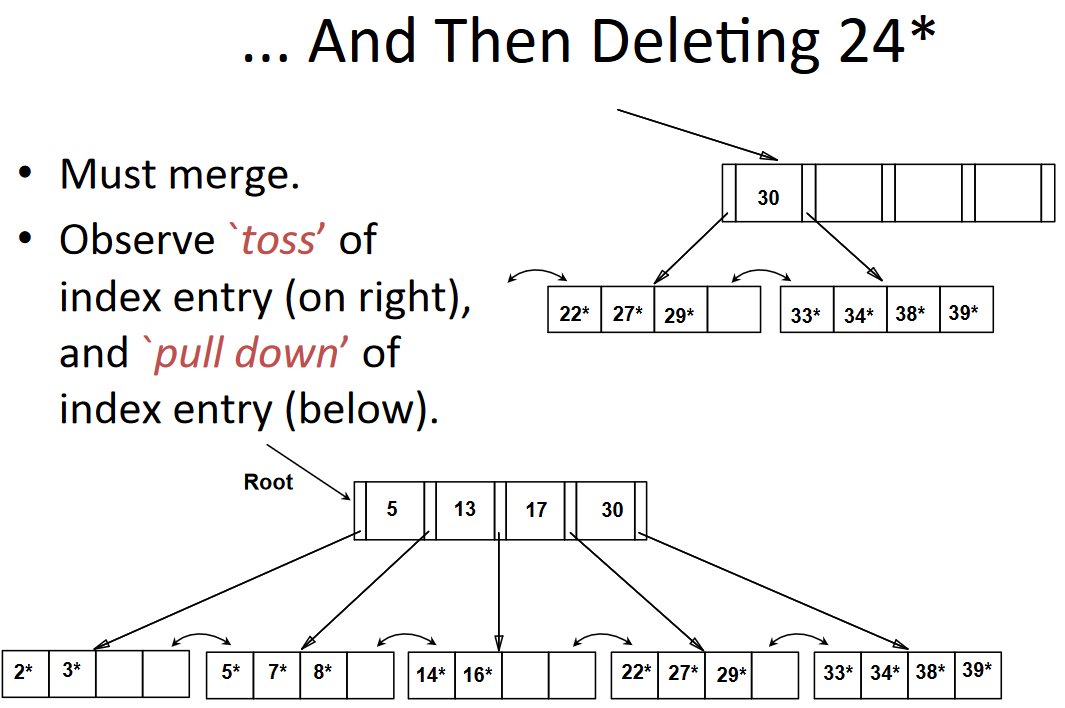 ... And Then Deleting 24*
• Must merge.
• Observe `toss’ of
index entry (on right),
and `pull down’ of
index entry (below).
30
22* 27* 29*
33* 34* 38* 39*
Root
5 13 17 30
2* 3*
5* 7* 8*
14* 16*
22* 27* 29*
33* 34* 38* 39*